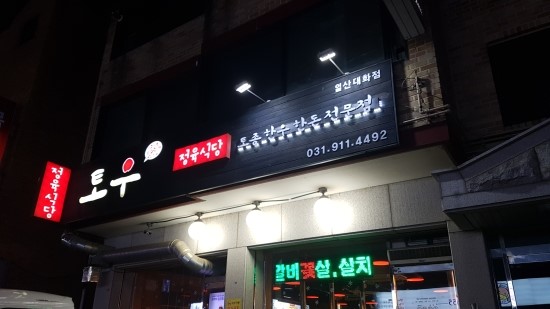 일산대화점
토우
정육식당
토종한우 한돈 전문점!
031.911.4492
정육식당
갈비꽃살.실치